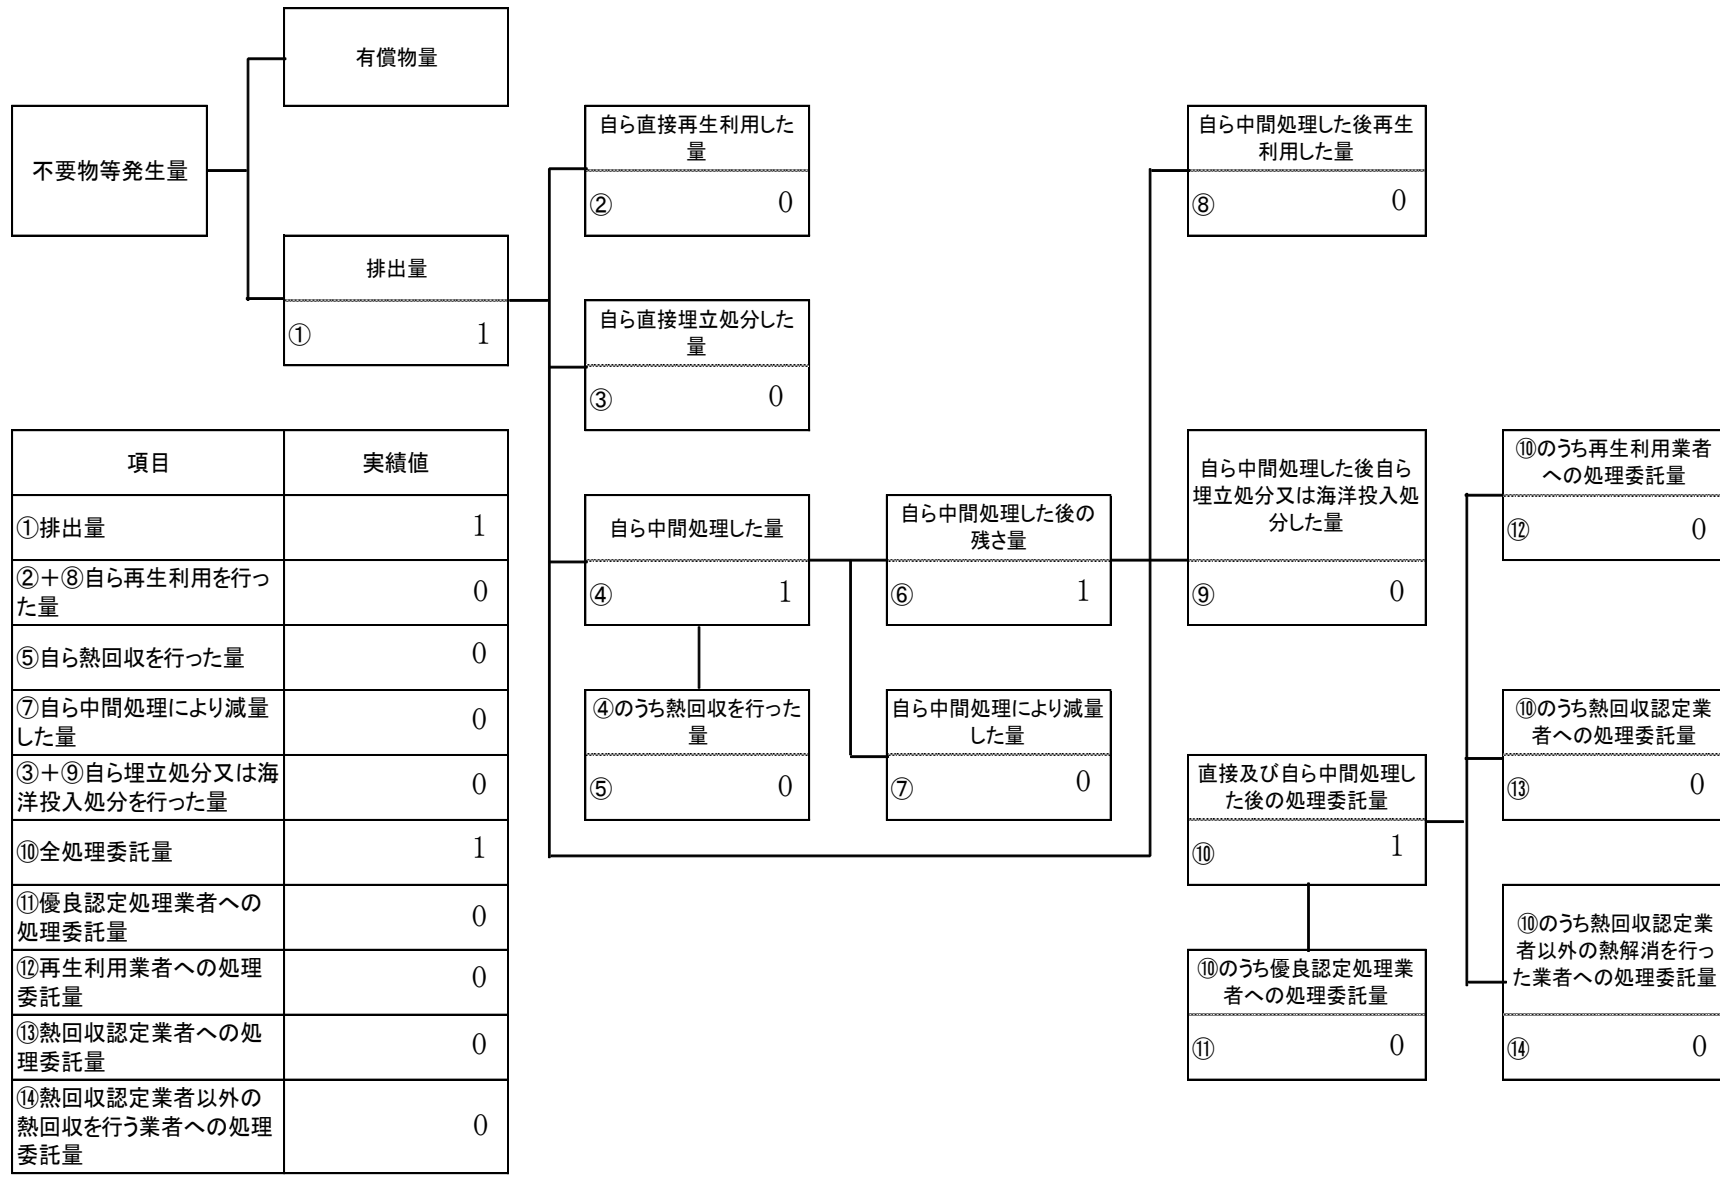 有償物量
不要物等発生量
排出量
① 1
自ら直接再生利用した
量
② 0
自ら直接埋立処分した
量
③ 0
自ら中間処理した量
④ 1
④のうち熱回収を行った
量
⑤ 0
自ら中間処理した後の
残さ量
⑥ 1
自ら中間処理により減量
した量
⑦ 0
自ら中間処理した後再生
利用した量
⑧ 0
自ら中間処理した後自ら
埋立処分又は海洋投入処
分した量
⑨ 0
直接及び自ら中間処理し
た後の処理委託量
⑩ 1
⑩のうち優良認定処理業
者への処理委託量
⑪ 0
⑩のうち再生利用業者
への処理委託量
⑫ 0
⑩のうち熱回収認定業
者への処理委託量
⑬ 0
⑩のうち熱回収認定業
者以外の熱解消を行っ
た業者への処理委託量
⑭ 0
項目 実績値
①排出量 1
②＋⑧自ら再生利用を行っ
た量 0
⑤自ら熱回収を行った量 0
⑦自ら中間処理により減量
した量 0
③＋⑨自ら埋立処分又は海
洋投入処分を行った量 0
⑩全処理委託量 1
⑪優良認定処理業者への
処理委託量 0
⑫再生利用業者への処理
委託量 0
⑬熱回収認定業者への処
理委託量 0
⑭熱回収認定業者以外の
熱回収を行う業者への処理
委託量 0